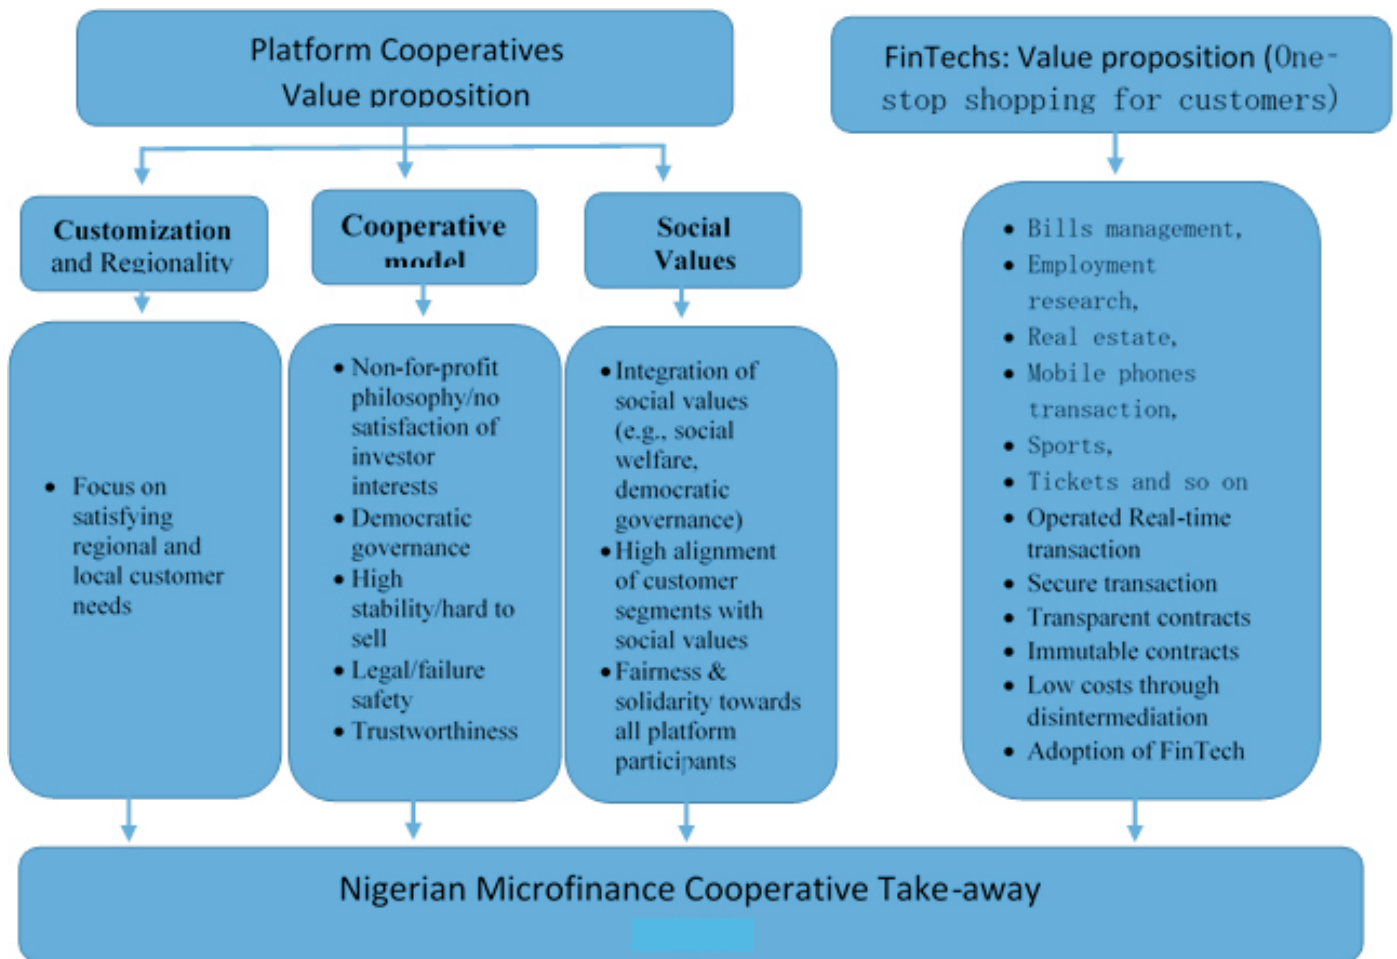 Platform Cooperatives
Value proposition
FinTechs: Value proposition (One-
stop shopping for customers)
Customization
and Regionality
Cooperative
model
Social
Values
• Focus on
satisfying
regional and
local customer
needs
• Non-for-profit
philosophy/no
satisfaction of
investor
interests
• Democratic
governance
• High
stability/hard to
sell
• Legal/failure
safety
• Trustworthiness
• Integration of
social values
(e.g., social
welfare,
democratic
governance)
• High alignment
of customer
segments with
social values
• Fairness &
solidarity towards
all platform
participants
• Bills management,
• Employment
research,
• Real estate,
• Mobile phones
transaction,
• Sports,
• Tickets and so on
• Operated Real-time
transaction
• Secure transaction
• Transparent contracts
• Immutable contracts
• Low costs through
disintermediation
• Adoption of FinTech
Nigerian Microfinance Cooperative Take-away